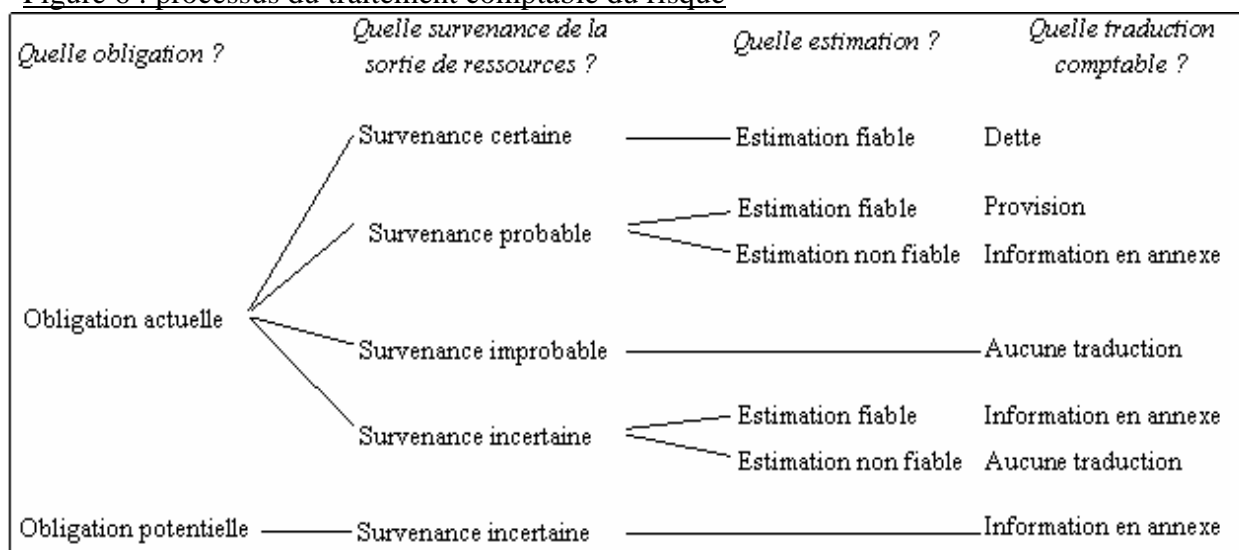 Figure 6 : processus du traitement comptable du risque
Quelle obligation ?
Quelle survenance de la
sortie de ressources ?
Quelle estimation ?
Quelle traduction
comptable ?
Survenance certaine
Estimation fiable
Dette
Survenance probable
Estimation fiable
Provision
Estimation non fiable
Information en annexe
Obligation actuelle
Survenance improbable
Aucune traduction
Survenance incertaine
Estimation fiable
Information en annexe
Estimation non fiable
Aucune traduction
Obligation potentielle
Survenance incertaine
Information en annexe